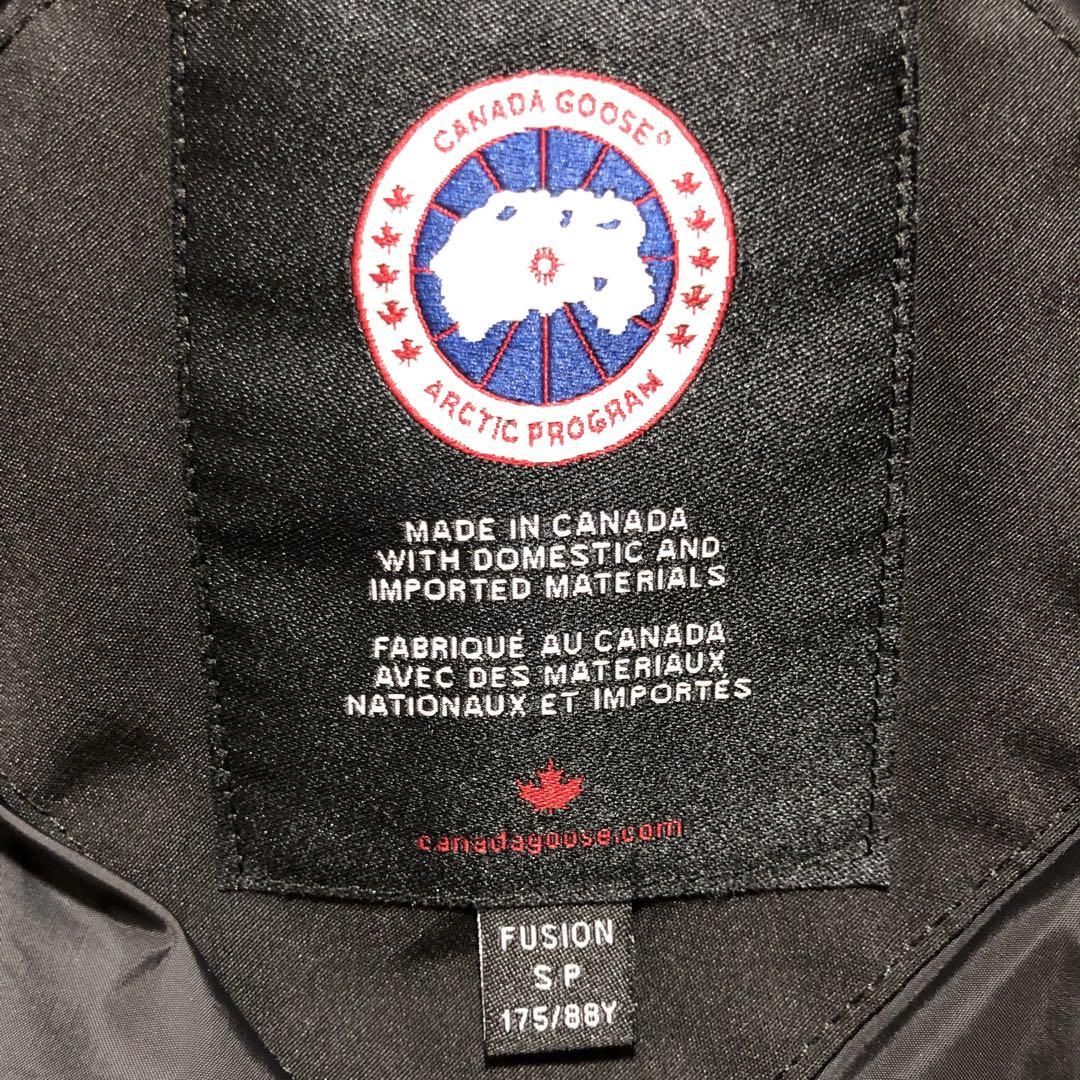 CANADA GOOSE®
ARCTIC PROGRAM
MADE IN CANADA
WITH DOMESTIC AND
IMPORTED MATERIALS
FABRIQUÉ AU CANADA
AVEC DES MATERIAUX
NATIONAUX ET IMPORTÉS
canadagoose.com
FUSION
S P
175/88Y